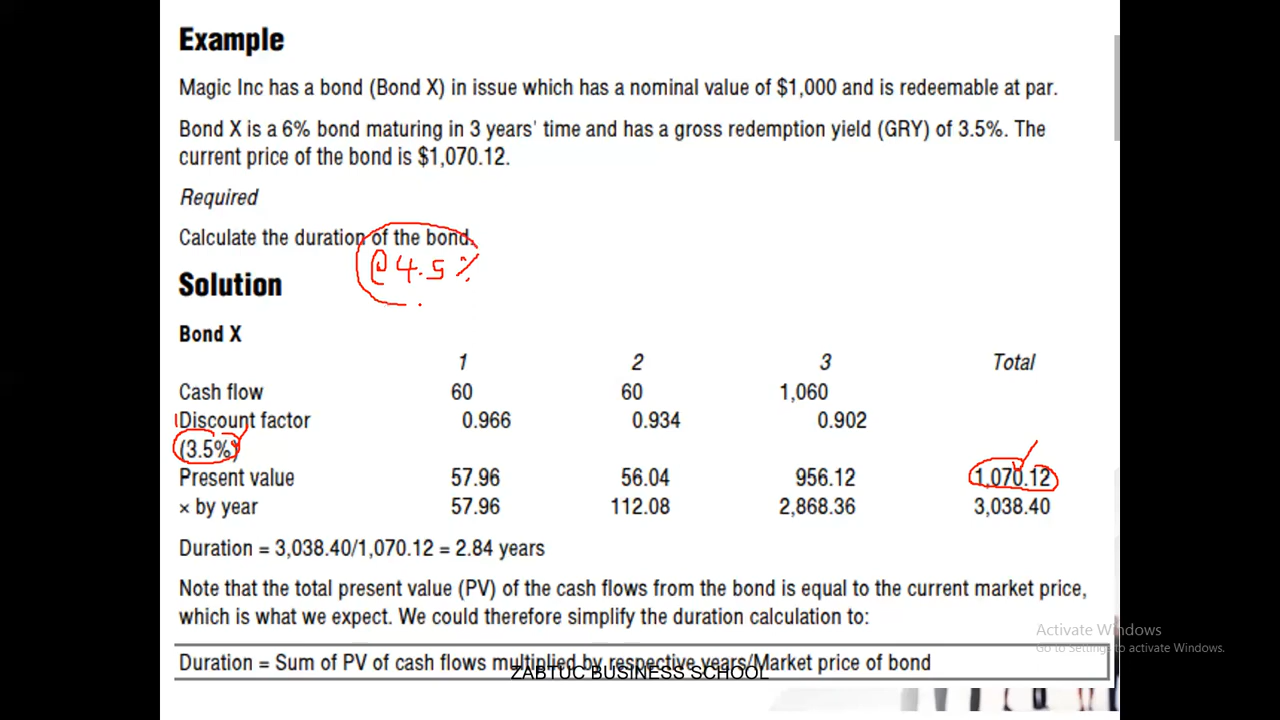 Example
Magic Inc has a bond (Bond X) in issue which has a nominal value of $1,000 and is redeemable at par.
Bond X is a 6% bond maturing in 3 years' time and has a gross redemption yield (GRY) of 3.5%. The
current price of the bond is $1,070.12.
Required
Calculate the duration of the bond.
@ 4.5 %
Solution
Bond X
1 2 3 Total
Cash flow 60 60 1,060
Discount factor 0.966 0.934 0.902
(3.5%)
Present value 57.96 56.04 956.12 1,070.12
× by year 57.96 112.08 2,868.36 3,038.40
Duration = 3,038.40/1,070.12 = 2.84 years
Note that the total present value (PV) of the cash flows from the bond is equal to the current market price,
which is what we expect. We could therefore simplify the duration calculation to:
Activate Windows
Go to Settings to activate Windows.
Duration = Sum of PV of cash flows multiplied by respective years/Market price of bond
ZABTUC BUSINESS SCHOOL